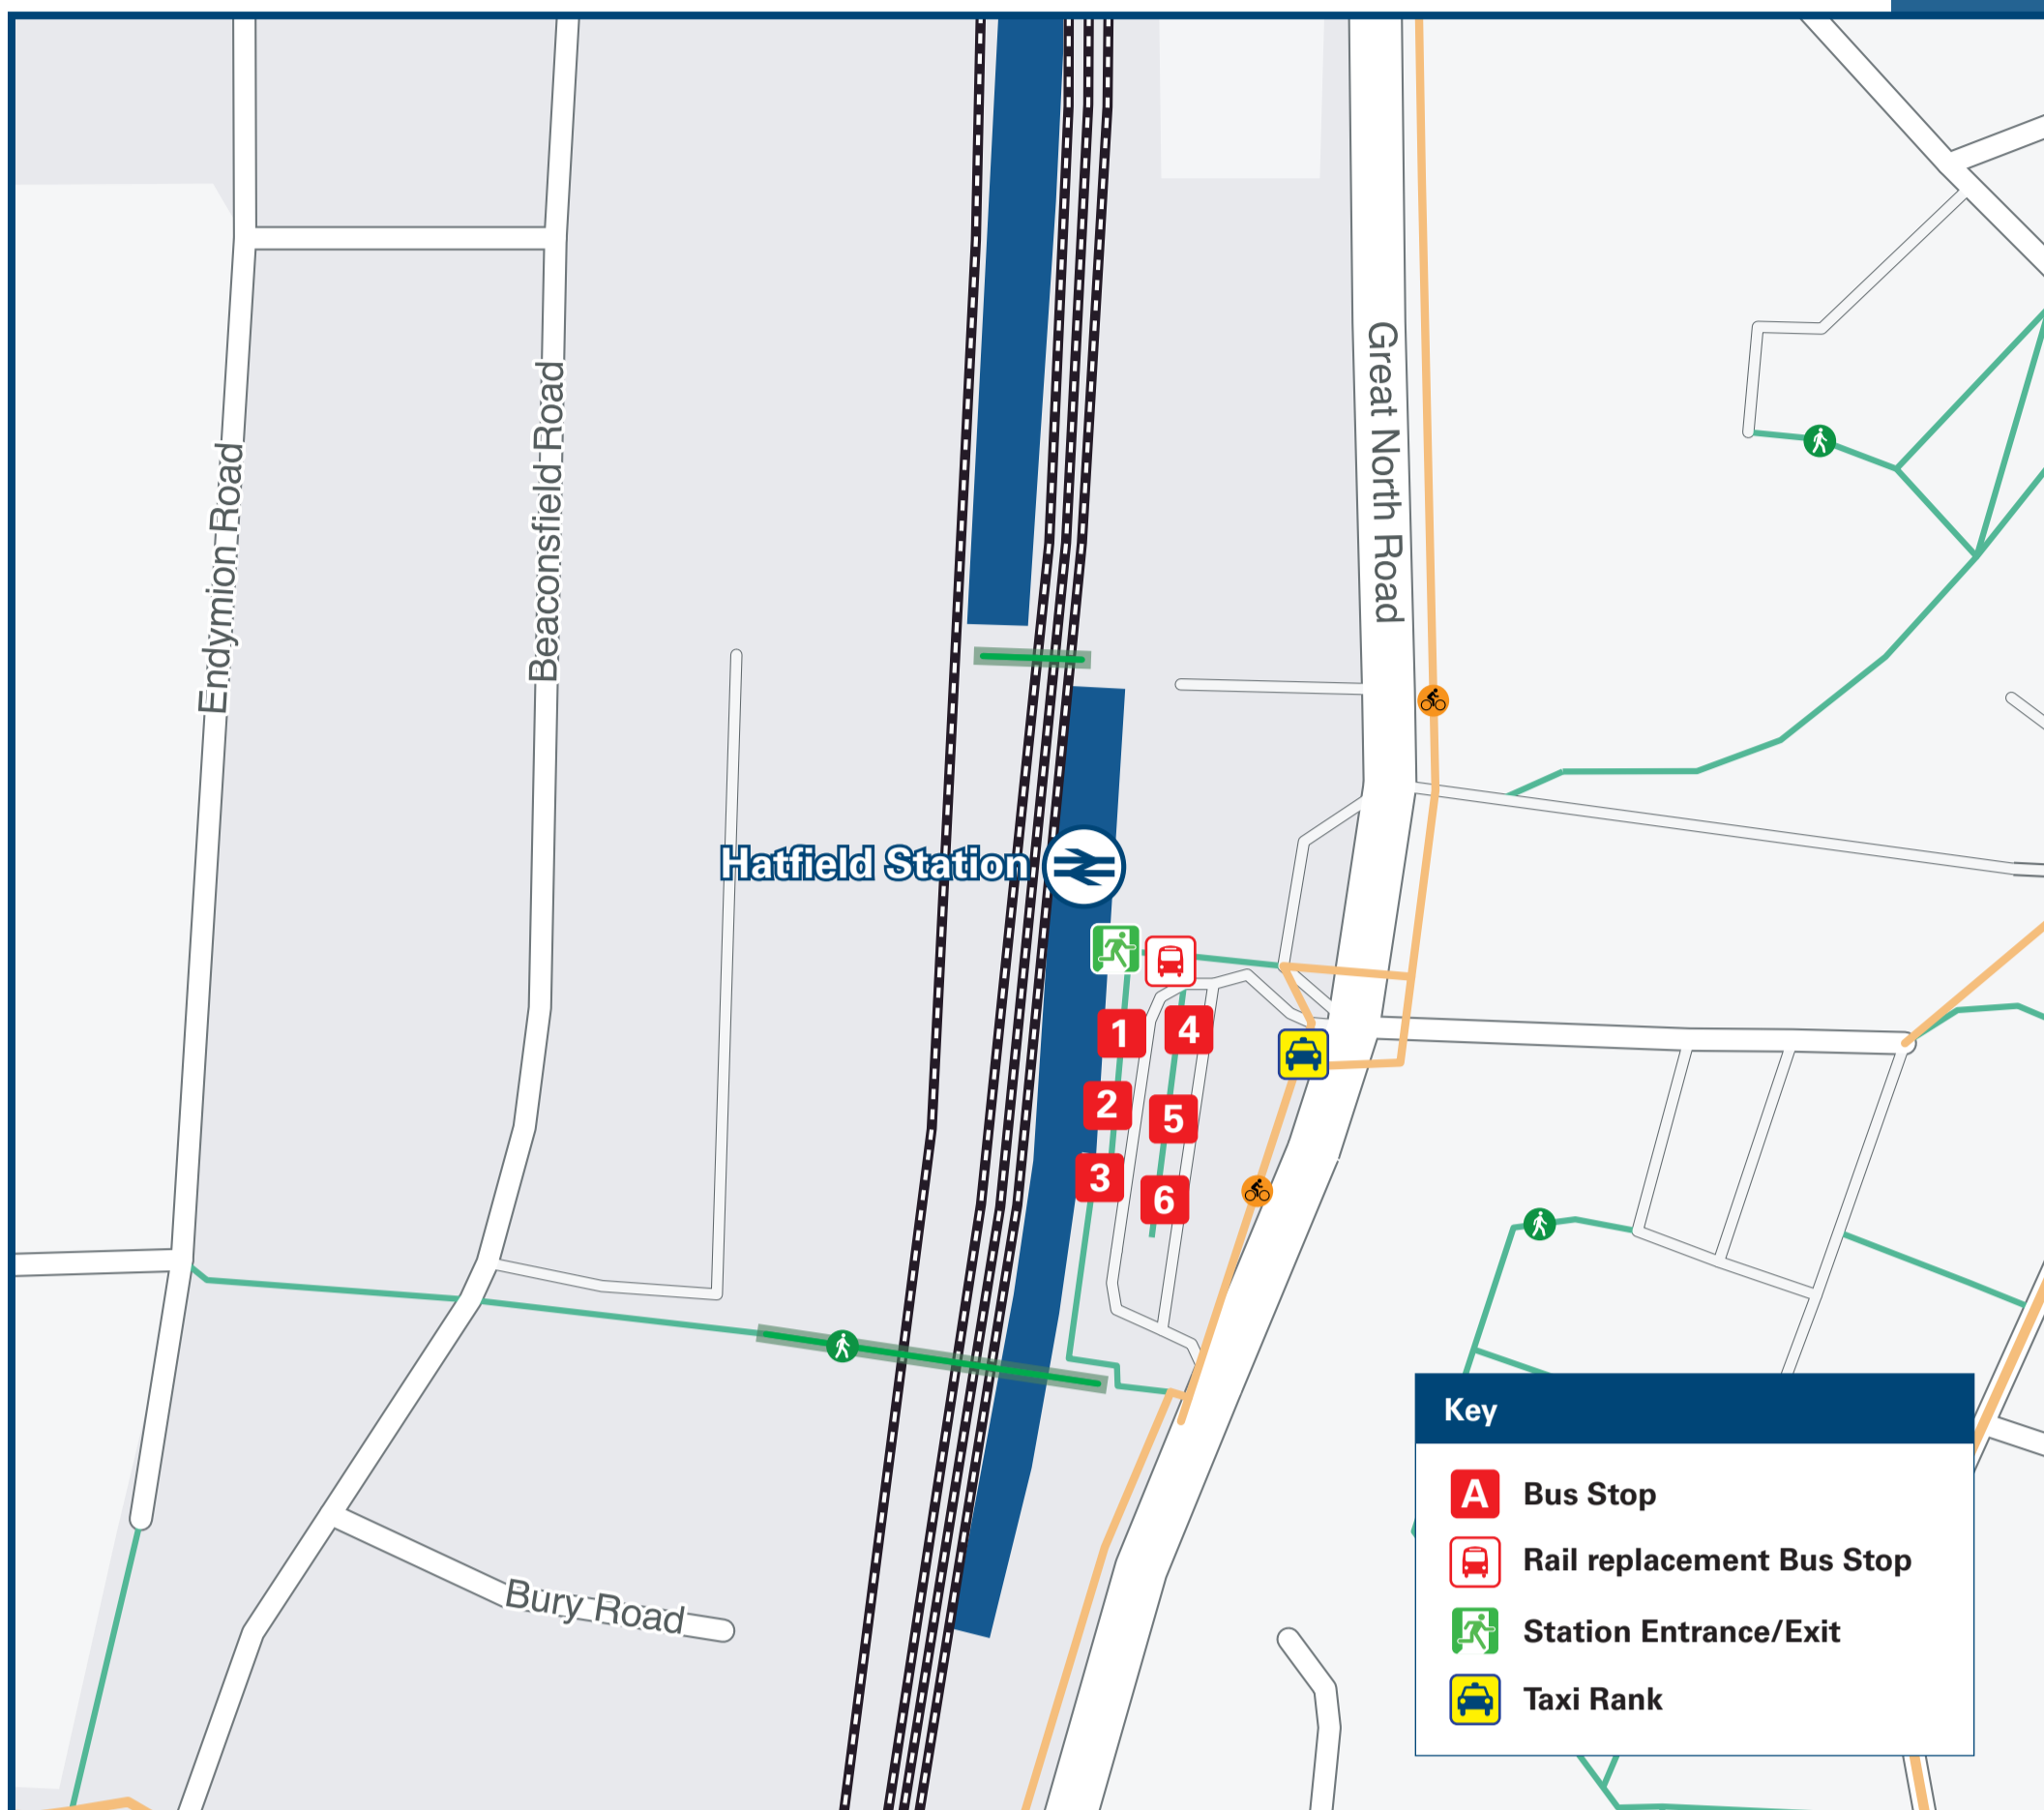 Great North Road
Beaconsfield Road
Endymion Road
Hatfield Station
1
4
2
5
3
6
Bury Road
Key
A Bus Stop
Rail replacement Bus Stop
Station Entrance/Exit
Taxi Rank